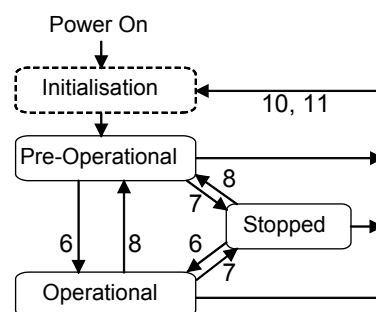 Power On
Initialisation
10, 11
Pre-Operational
8
7
Stopped
6
8
6
7
Operational